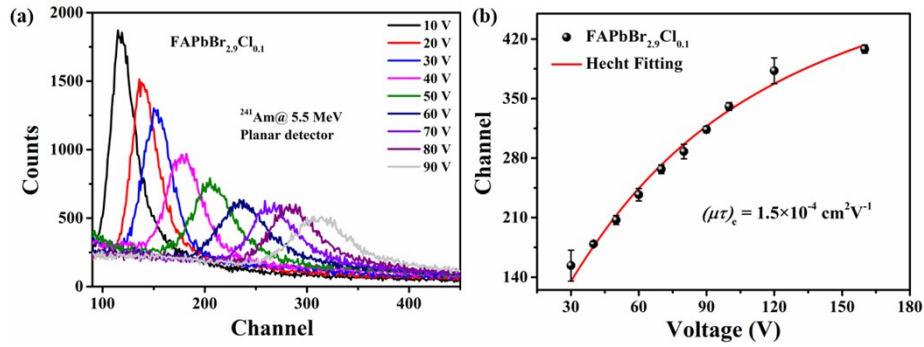 (a)
FAPbBr2.9Cl0.1
241Am@ 5.5 MeV
Planar detector
10 V
20 V
30 V
40 V
50 V
60 V
70 V
80 V
90 V
Counts
0
500
1000
1500
2000
100 200 300 400
Channel
(b)
FAPbBr2.9Cl0.1
Hecht Fitting
(μτ)e = 1.5×10-4 cm2V-1
Channel
420
350
280
210
140
30 60 90 120 150 180
Voltage (V)